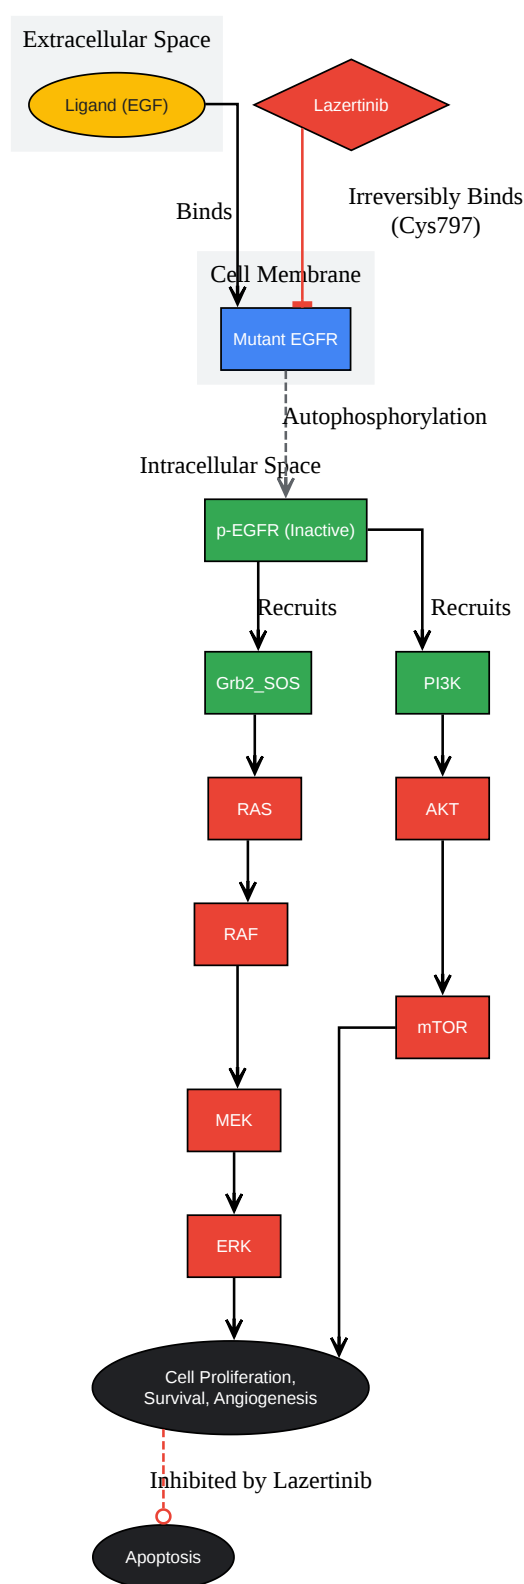 Extracellular Space
Ligand (EGF)
Lazertinib
Binds
Irreversibly Binds
(Cys797)
Cell Membrane
Mutant EGFR
Autophosphorylation
Intracellular Space
p-EGFR (Inactive)
Recruits
Recruits
Grb2_SOS
PI3K
RAS
AKT
RAF
mTOR
MEK
ERK
Cell Proliferation,
Survival, Angiogenesis
Inhibited by Lazertinib
Apoptosis